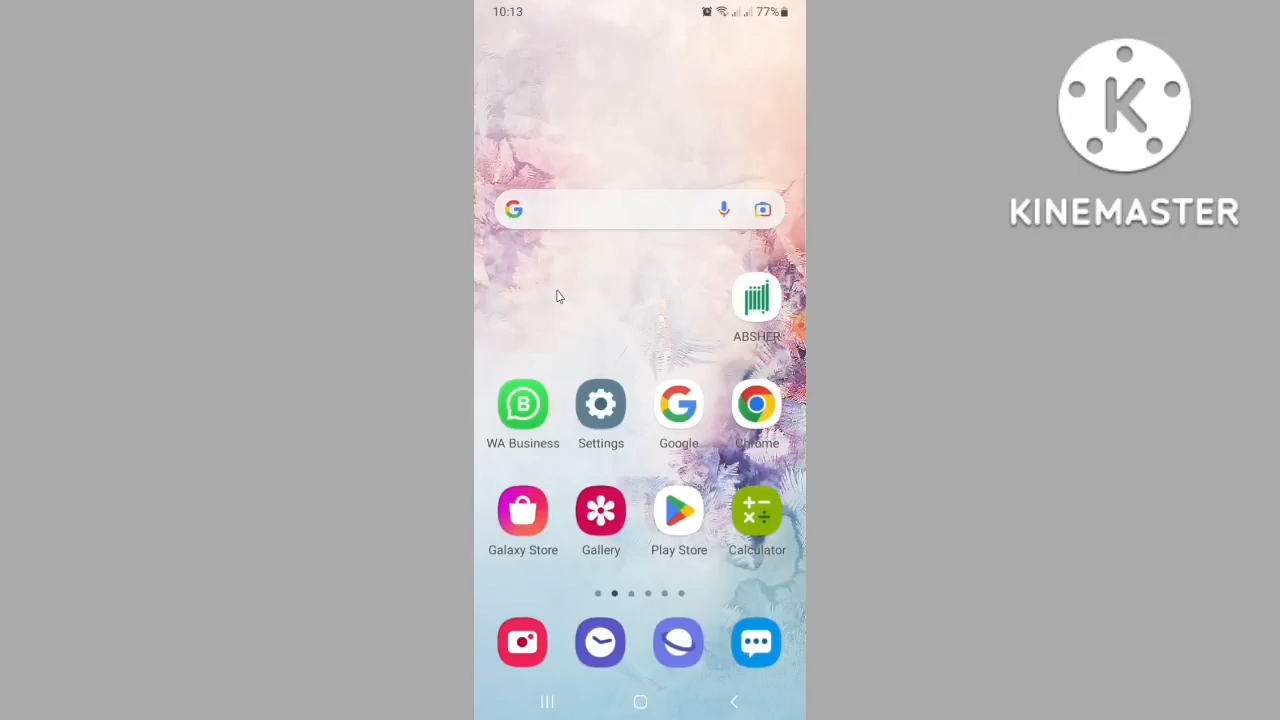 10:13
77%
KINEMASTER
ABSHER
WA Business
Settings
Google
Chrome
Galaxy Store
Gallery
Play Store
Calculator